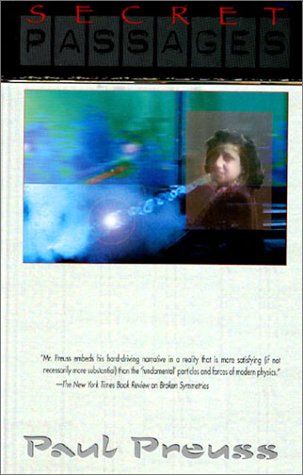 SECRET
PASSAGES
"Mr. Preuss embeds his hard-driving narrative in a reality that is more satisfying (if not
necessarily more substantial) than the 'fundamental' particles and forces of modern physics."
—The New York Times Book Review on Broken Symmetries
Paul Preuss